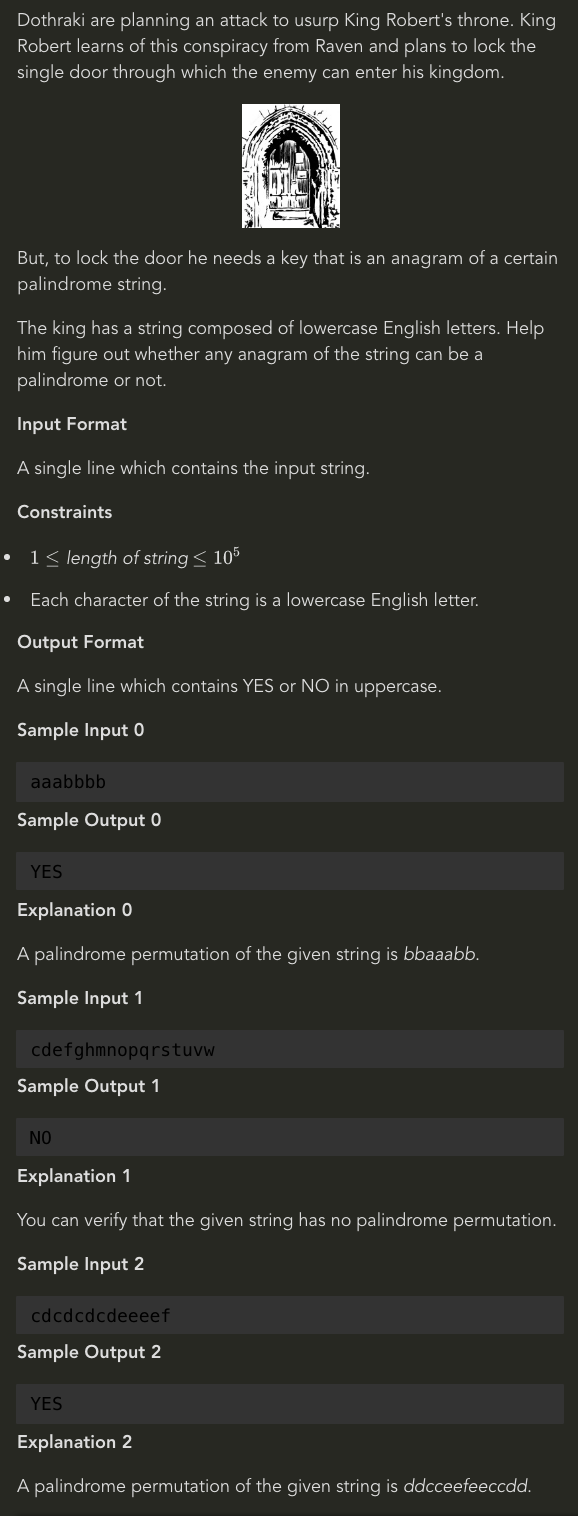 Dothraki are planning an attack to usurp King Robert's throne. King
Robert learns of this conspiracy from Raven and plans to lock the
single door through which the enemy can enter his kingdom.
But, to lock the door he needs a key that is an anagram of a certain
palindrome string.
The king has a string composed of lowercase English letters. Help
him figure out whether any anagram of the string can be a
palindrome or not.
Input Format
A single line which contains the input string.
Constraints
• 1 ≤ length of string ≤ 10⁵
• Each character of the string is a lowercase English letter.
Output Format
A single line which contains YES or NO in uppercase.
Sample Input 0
aaabbbb
Sample Output 0
YES
Explanation 0
A palindrome permutation of the given string is bbaaabb.
Sample Input 1
cdefghmnopqrstuvw
Sample Output 1
NO
Explanation 1
You can verify that the given string has no palindrome permutation.
Sample Input 2
cdcdcdcdeeeef
Sample Output 2
YES
Explanation 2
A palindrome permutation of the given string is ddcceefeeccdd.